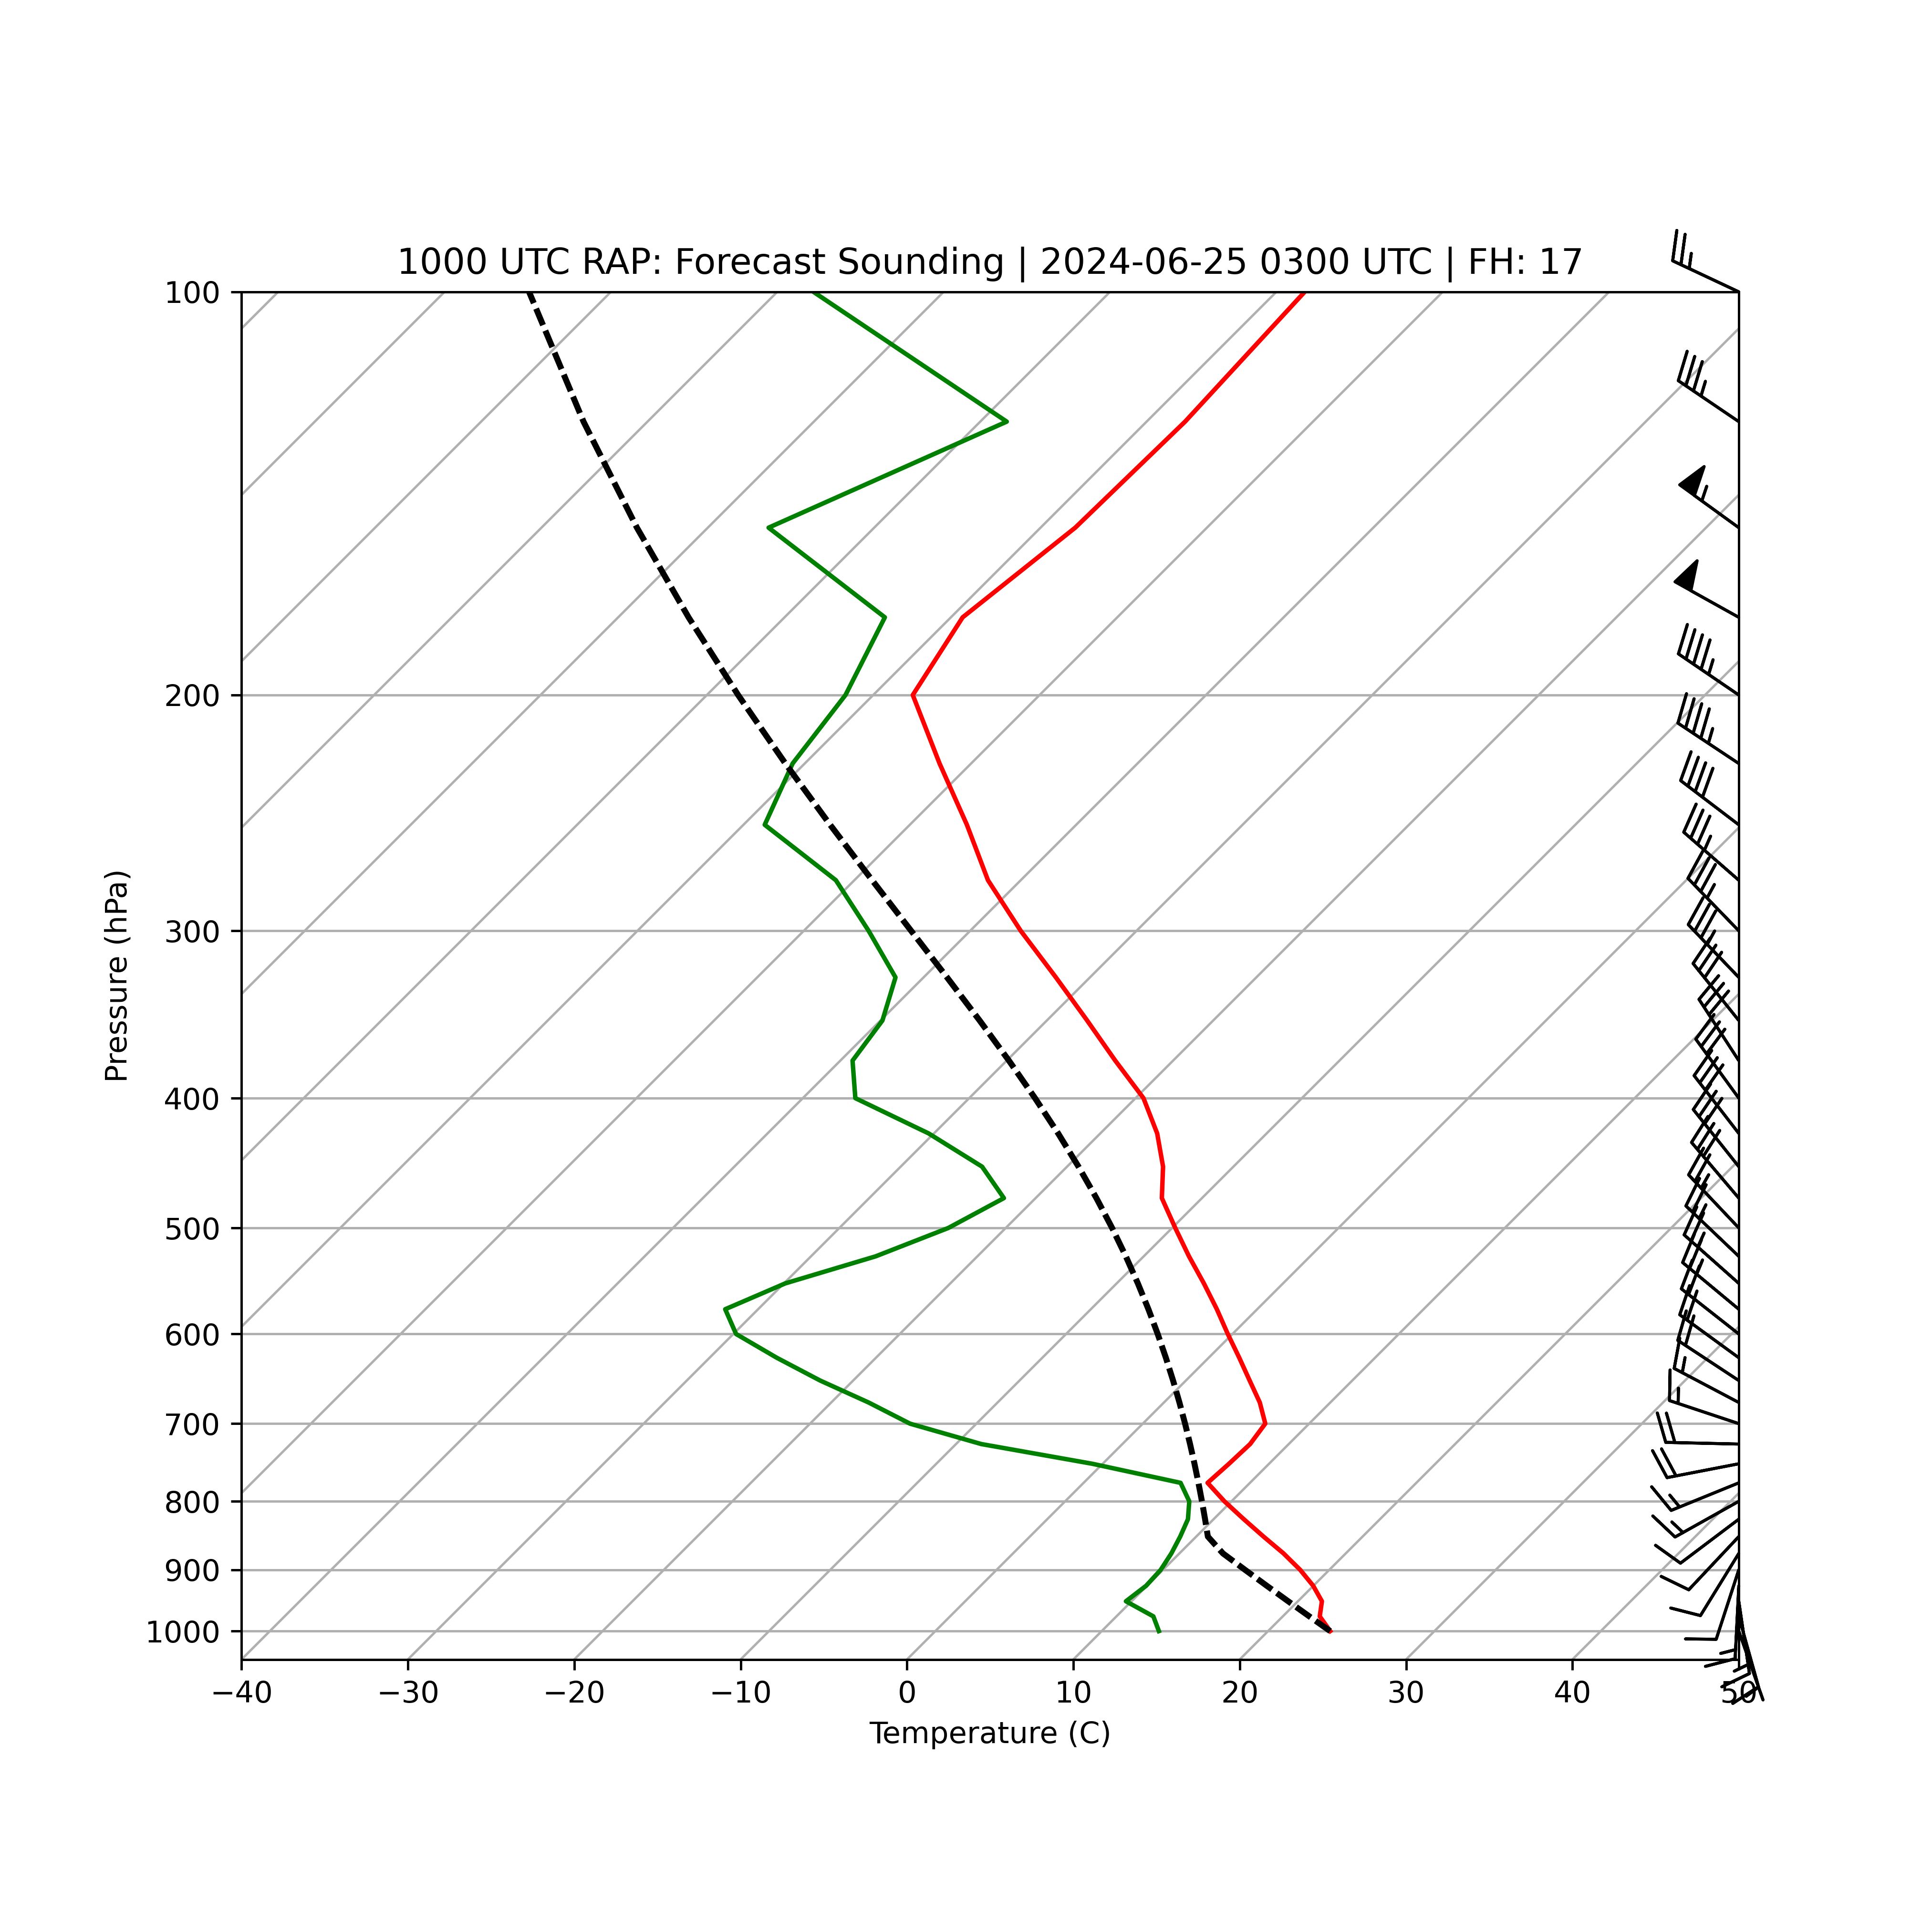 1000 UTC RAP: Forecast Sounding | 2024-06-25 0300 UTC | FH: 17
100
200
300
400
500
600
700
800
900
1000
Pressure (hPa)
−40 −30 −20 −10 0 10 20 30 40 50
Temperature (C)